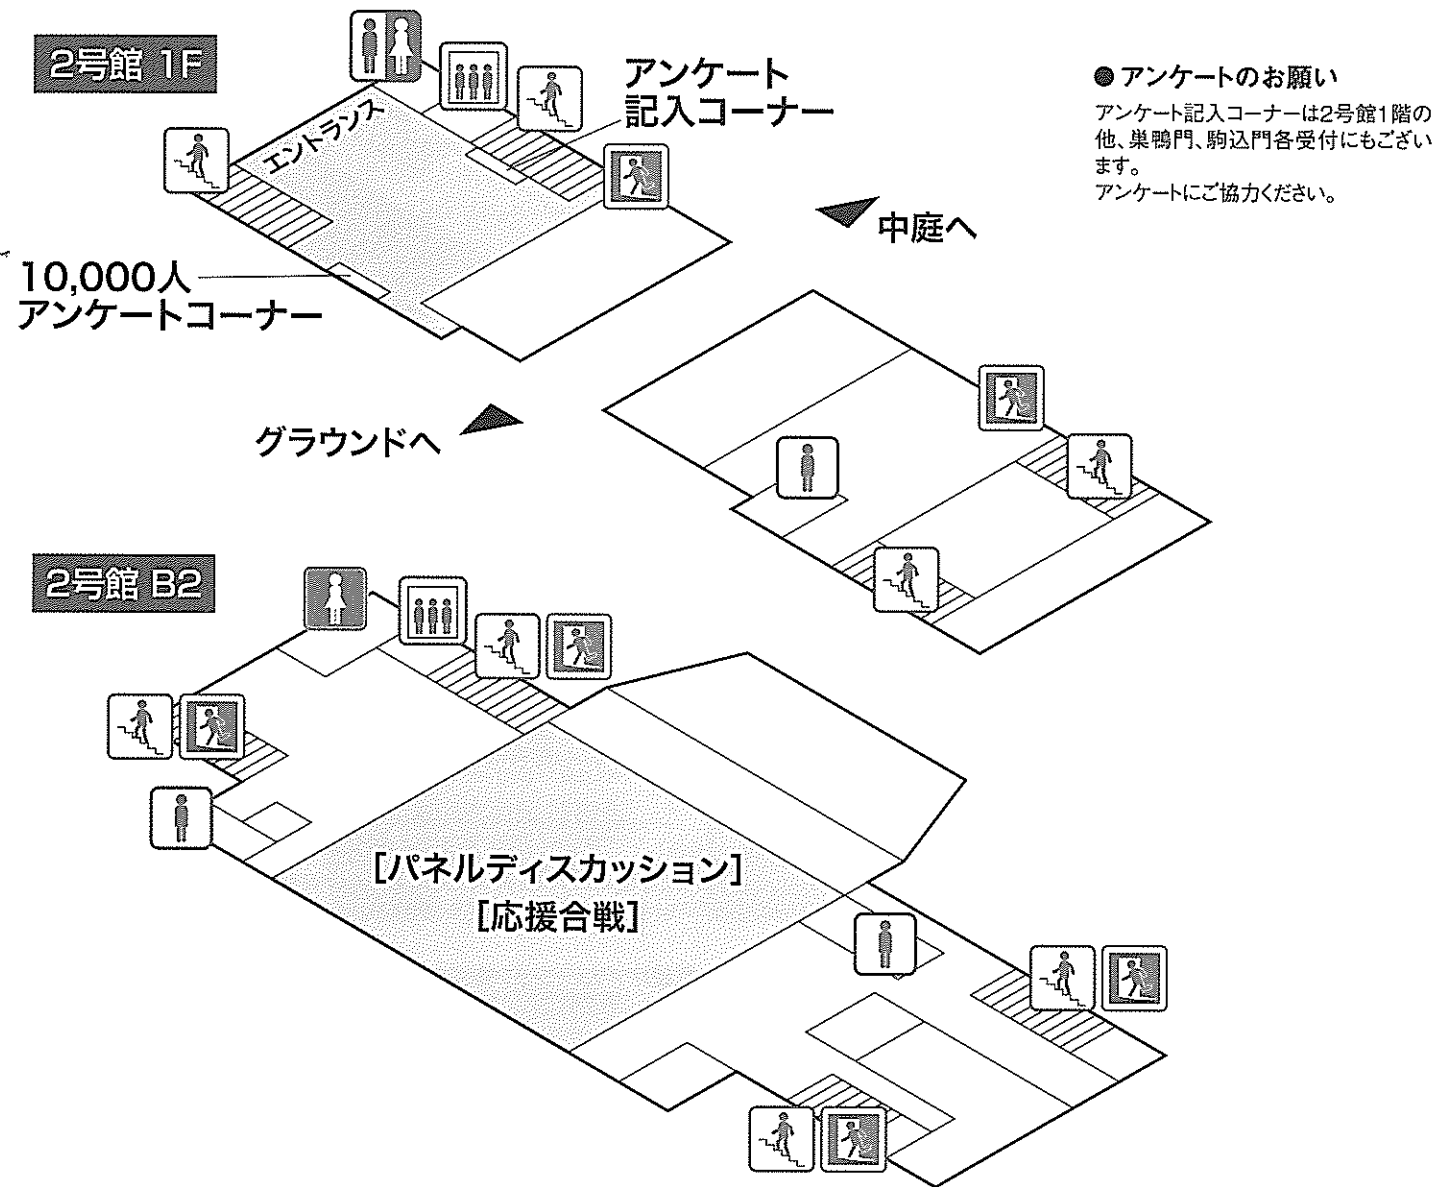 2号館 1F
エントランス
アンケート
記入コーナー
10,000人
アンケートコーナー
中庭へ
グラウンドへ
● アンケートのお願い
アンケート記入コーナーは2号館1階の
他、巣鴨門、駒込門各受付にもござい
ます。
アンケートにご協力ください。
2号館 B2
[パネルディスカッション]
[応援合戦]